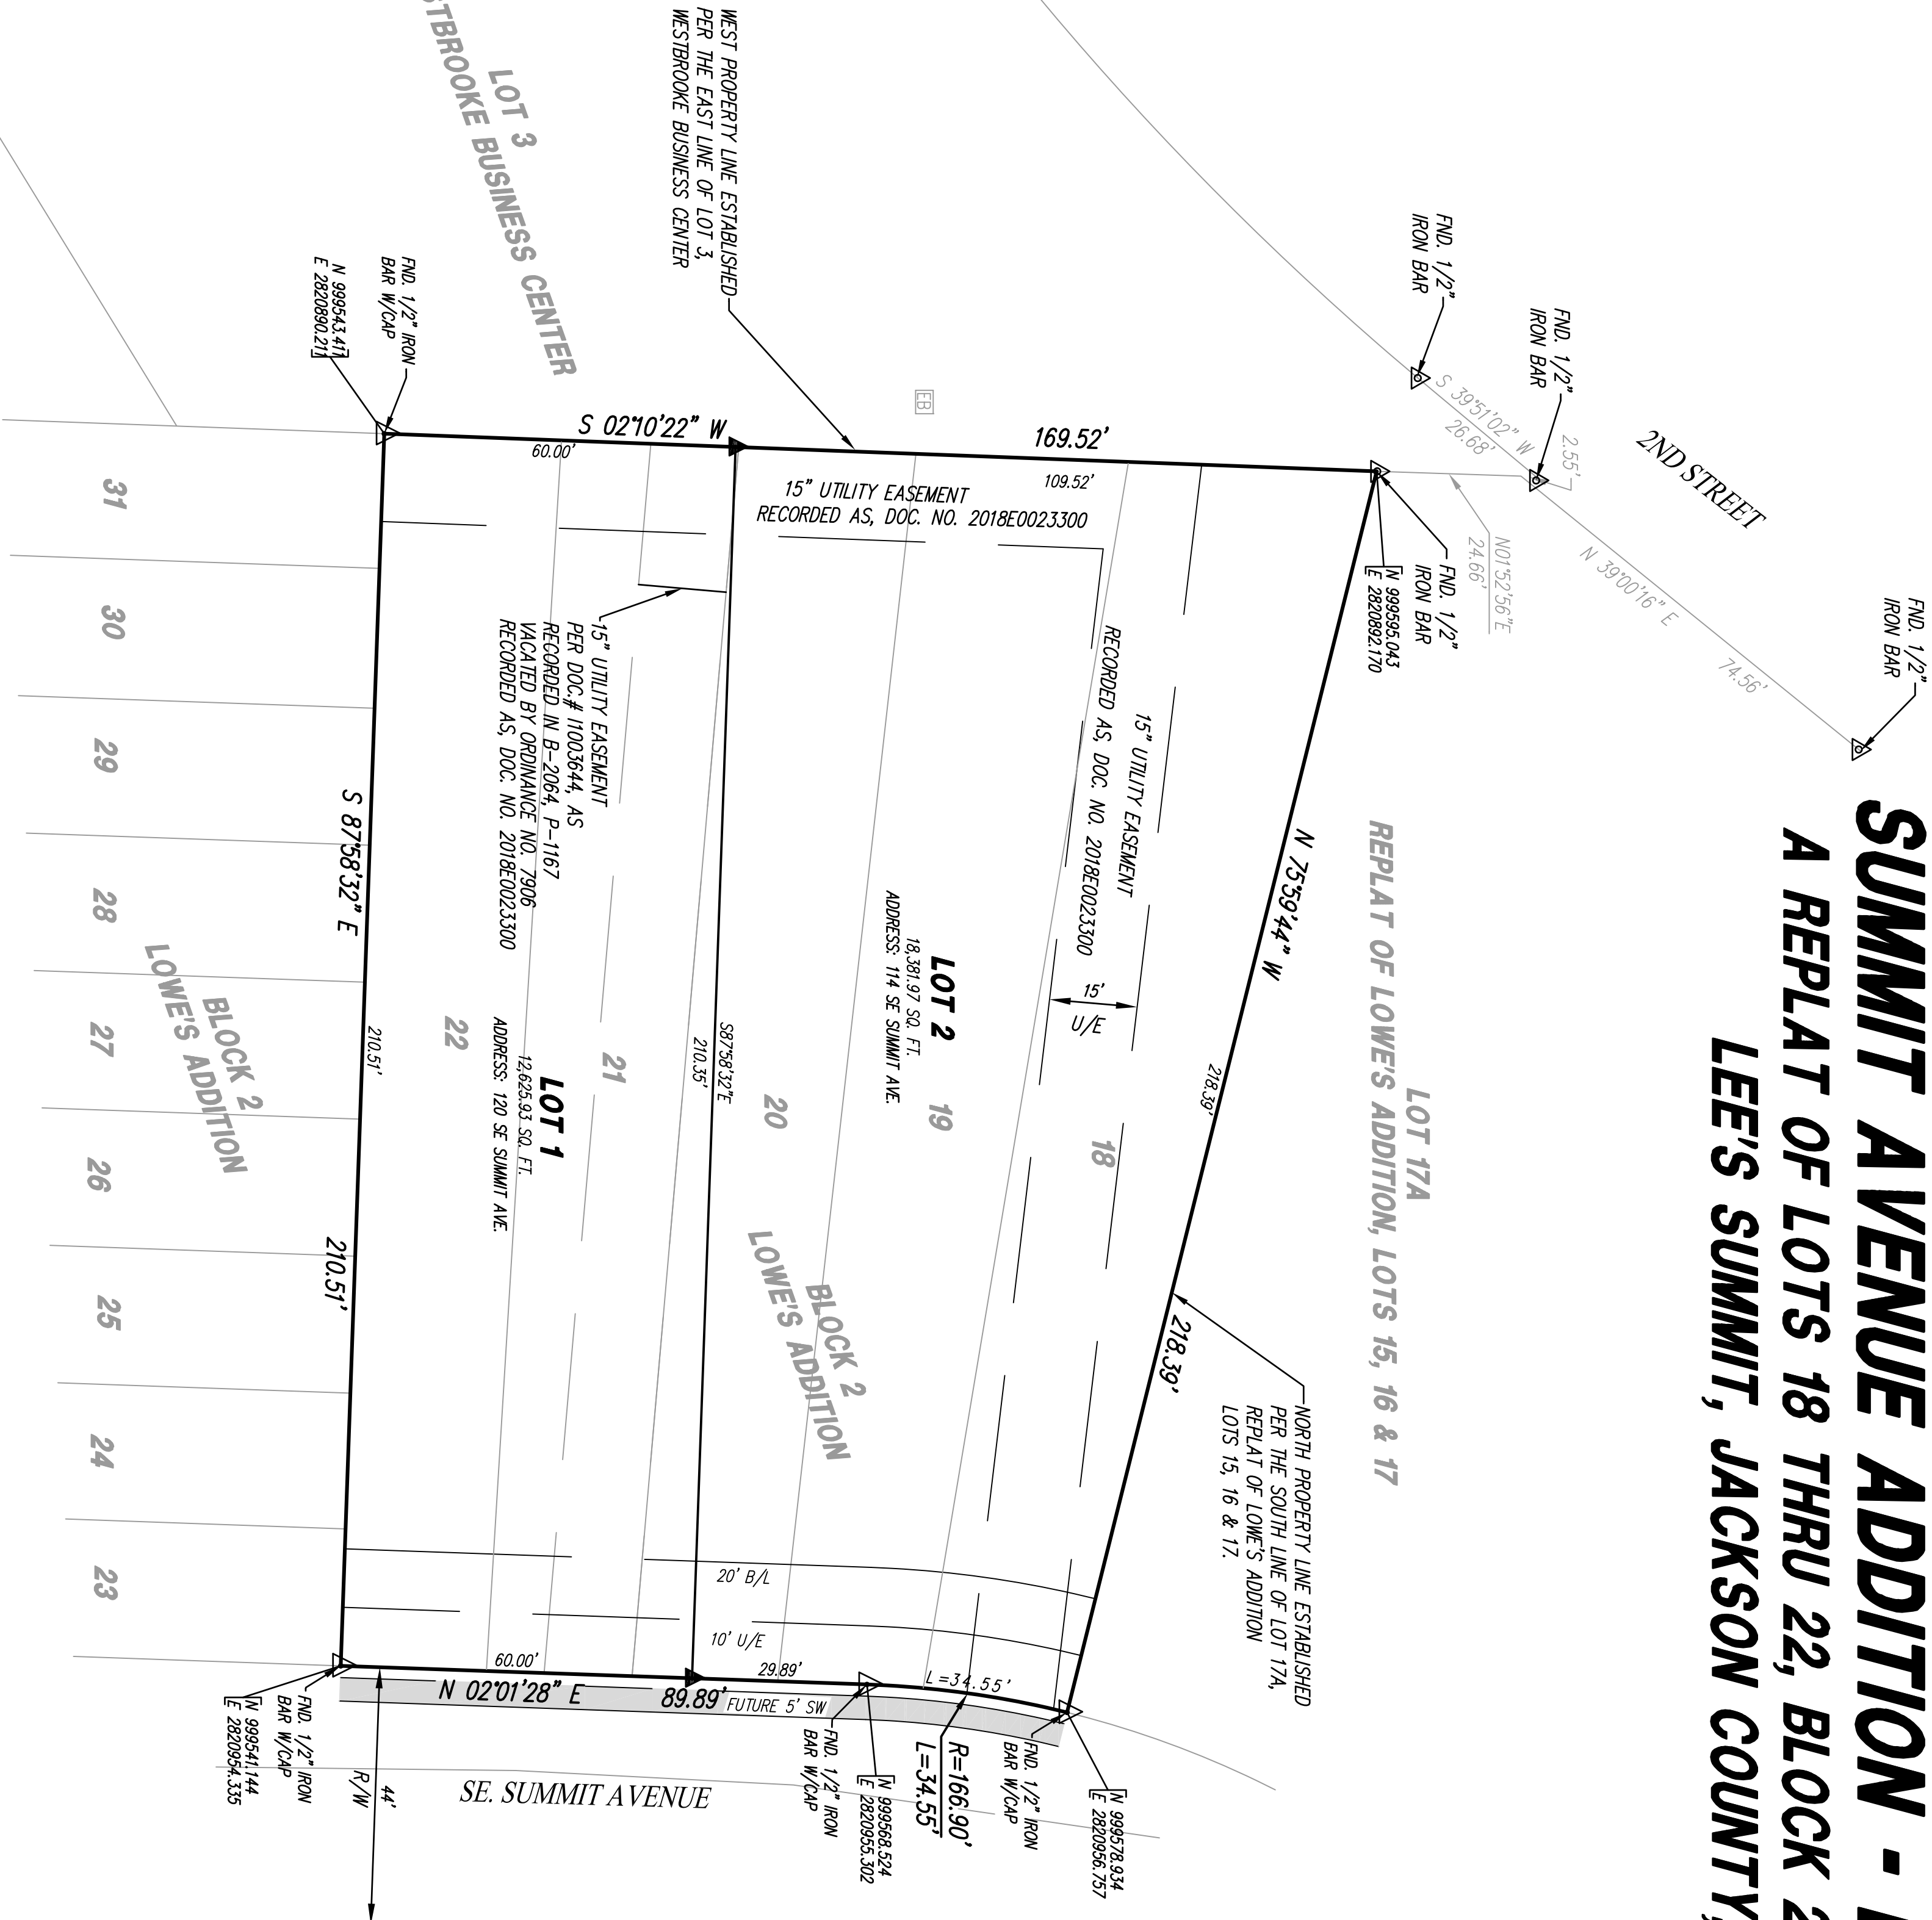 SUMMIT AVENUE ADDITION -
A REPLAT OF LOTS 18 THRU 22, BLOCK 2
LEE'S SUMMIT, JACKSON COUNTY,
FND. 1/2"
IRON BAR
2ND STREET
N 39°00'16" E
74.56'
2.55'
FND. 1/2"
IRON BAR
S 39°51'02" W
26.68'
FND. 1/2"
IRON BAR
N01°52'56"E
24.66'
FND. 1/2"
IRON BAR
N 999595.043
E 2820892.170
LOT 17A
REPLAT OF LOWE'S ADDITION, LOTS 15, 16 & 17
N 75°59'44" W
218.39'
218.39'
NORTH PROPERTY LINE ESTABLISHED
PER THE SOUTH LINE OF LOT 17A,
REPLAT OF LOWE'S ADDITION
LOTS 15, 16 & 17.
15" UTILITY EASEMENT
RECORDED AS, DOC. NO. 2018E0023300
15'
U/E
18
169.52'
109.52'
15" UTILITY EASEMENT
RECORDED AS, DOC. NO. 2018E0023300
EB
WEST PROPERTY LINE ESTABLISHED
PER THE EAST LINE OF LOT 3,
WESTBROOKE BUSINESS CENTER
LOT 2
18,381.97 SQ. FT.
ADDRESS: 114 SE SUMMIT AVE.
19
20
BLOCK 2
LOWE'S ADDITION
S87°58'32"E
210.35'
S 02°10'22" W
60.00'
15" UTILITY EASEMENT
PER DOC.# I1003644, AS
RECORDED IN B-2064, P-1167
VACATED BY ORDINANCE NO. 7906
RECORDED AS, DOC. NO. 2018E0023300
21
LOT 1
12,625.93 SQ. FT.
ADDRESS: 120 SE SUMMIT AVE.
22
LOT 3
STBROOKE BUSINESS CENTER
FND. 1/2" IRON
BAR W/CAP
N 999543.411
E 2820890.211
S 87°58'32" E
210.51'
210.51'
BLOCK 2
LOWE'S ADDITION
31
30
29
28
27
26
25
24
23
20' B/L
10' U/E
60.00'
29.89'
L=34.55'
N 02°01'28" E
89.89'
FUTURE 5' SW
R=166.90'
L=34.55'
FND. 1/2" IRON
BAR W/CAP
N 999578.934
E 2820956.757
FND. 1/2" IRON
BAR W/CAP
N 999568.524
E 2820955.302
SE. SUMMIT AVENUE
44'
R/W
FND. 1/2" IRON
BAR W/CAP
N 999541.144
E 2820954.335